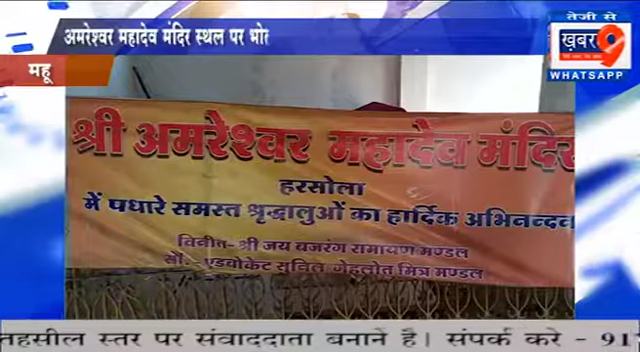 अमरेश्वर महादेव मंदिर स्थल पर भोर
तेजी से
ख़बर 9
WHATSAPP
महू
श्री अमरेश्वर महादेव मंदिर
हरसोला
में पधारे समस्त श्रृद्धालुओं का हार्दिक अभिनन्दन
विनीत- श्री जय बजरंग रामायण मण्डल
सौ.- एडवोकेट सुनिल गेहलोत मित्र मण्डल
तहसील स्तर पर संवाददाता बनाने है। संपर्क करे - 91